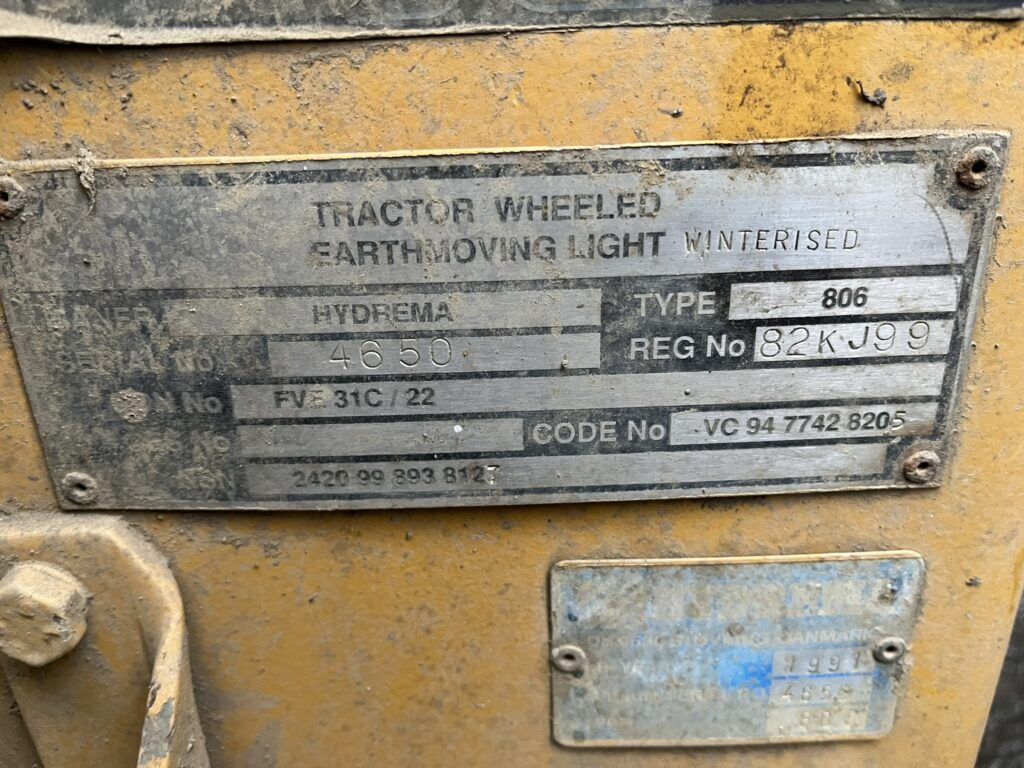 TRACTOR WHEELED
EARTHMOVING LIGHT WINTERISED
HYDREMA TYPE 806
SERIAL No 4650 REG No 82KJ99
No FVE 31C / 22
CODE No VC 94 7742 8205
2420 99 893 8127
DANMARK
1991